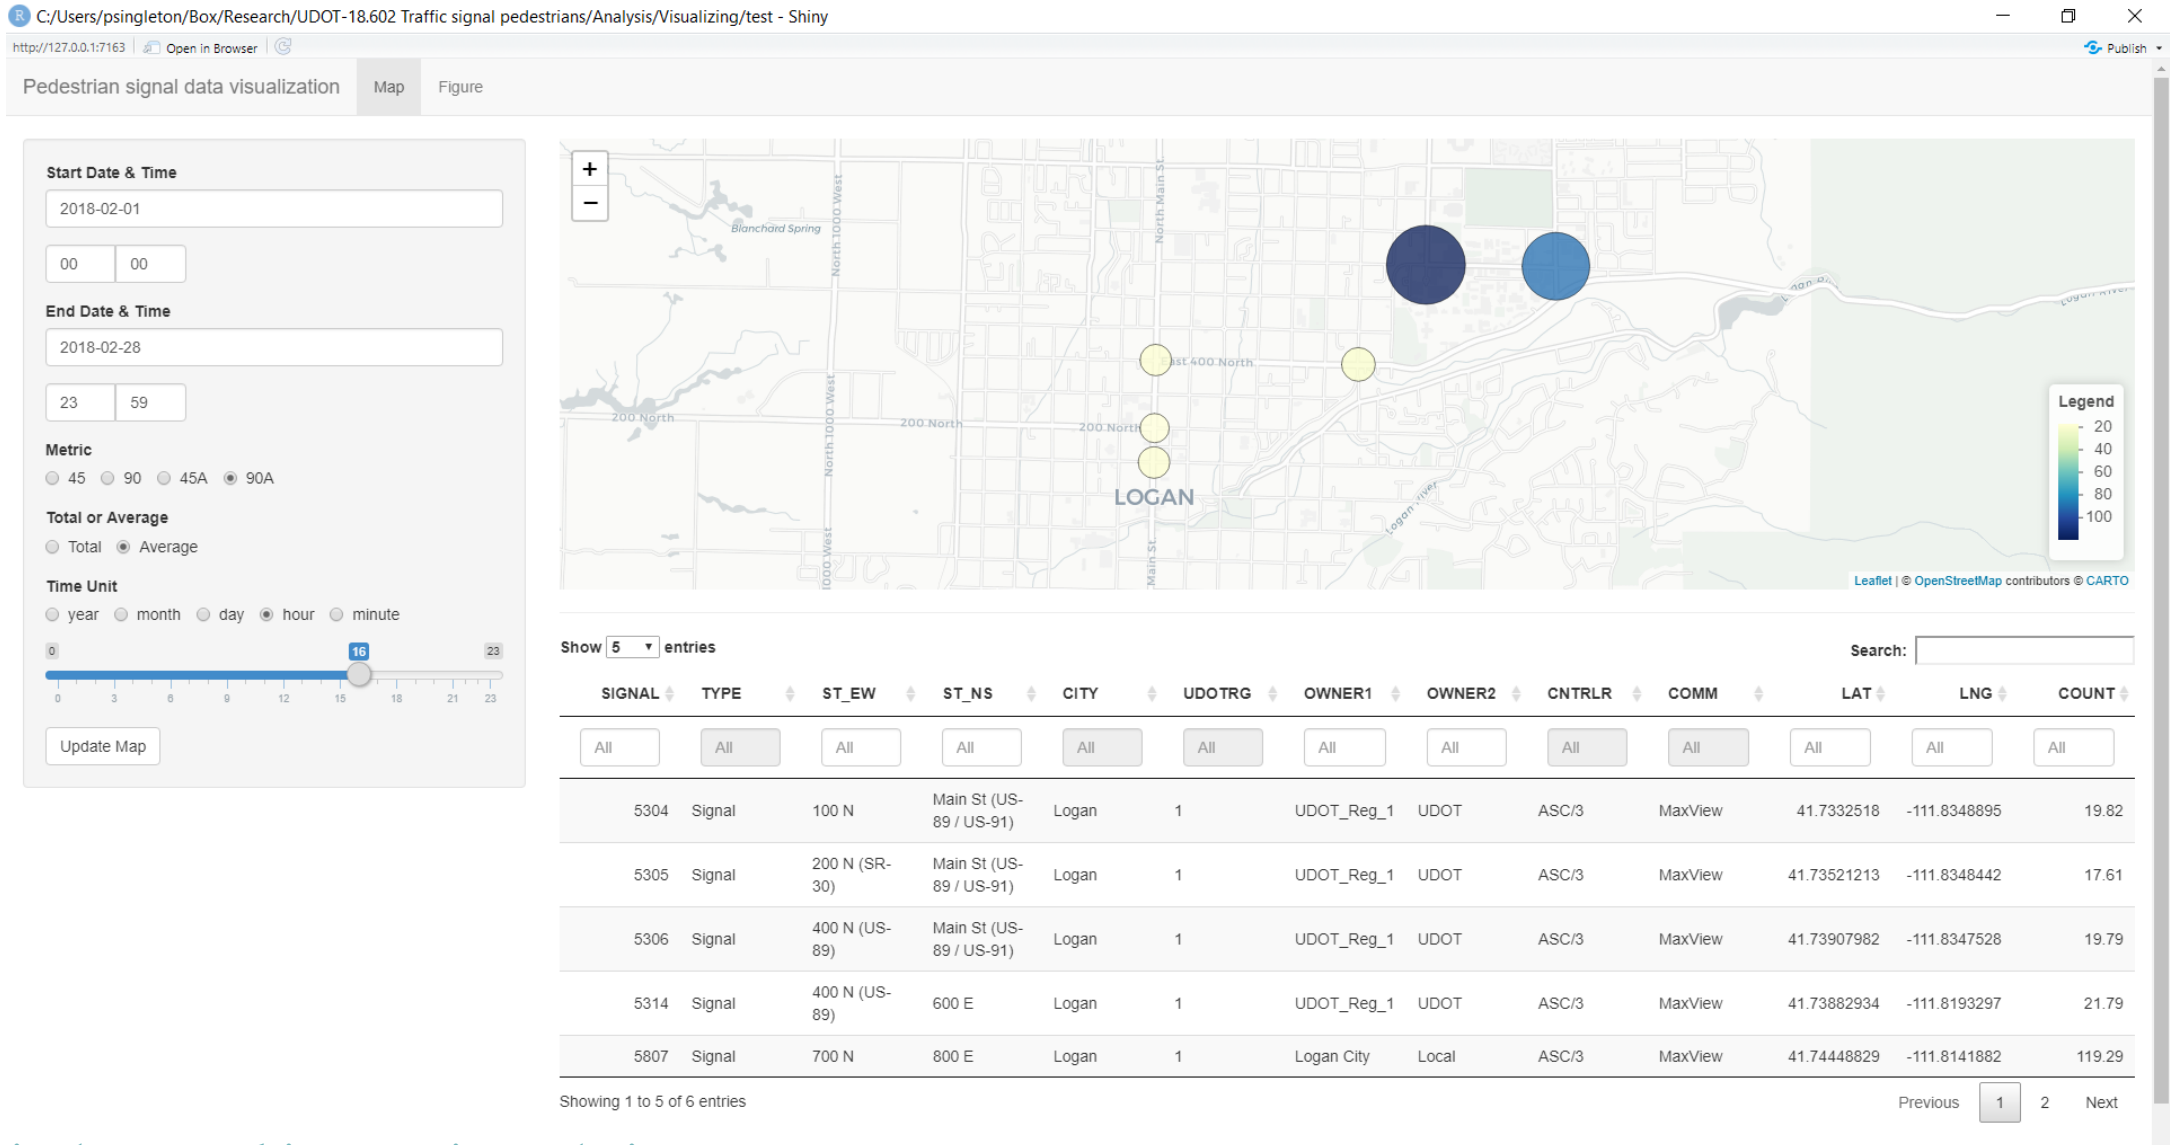 C:/Users/psingleton/Box/Research/UDOT-18.602 Traffic signal pedestrians/Analysis/Visualizing/test - Shiny
http://127.0.0.1:7163 Open in Browser Publish
Pedestrian signal data visualization Map Figure
Start Date & Time
2018-02-01
00 00
End Date & Time
2018-02-28
23 59
Metric
45 90 45A 90A
Total or Average
Total Average
Time Unit
year month day hour minute
0 16 23
0 3 6 9 12 15 18 21 23
Update Map
+
−
Blanchard Spring
North 1000 West
North Main St
Logan River
East 400 North
North 1000 West
200 North
200 North
200 North
LOGAN
Logan River
1000 West
Main St
Legend
20
40
60
80
100
Leaflet | © OpenStreetMap contributors © CARTO
Show 5 entries
Search:
SIGNAL TYPE ST_EW ST_NS CITY UDOTRG OWNER1 OWNER2 CNTRLR COMM LAT LNG COUNT
All All All All All All All All All All All All All
5304 Signal 100 N Main St (US-89 / US-91) Logan 1 UDOT_Reg_1 UDOT ASC/3 MaxView 41.7332518 -111.8348895 19.82
5305 Signal 200 N (SR-30) Main St (US-89 / US-91) Logan 1 UDOT_Reg_1 UDOT ASC/3 MaxView 41.73521213 -111.8348442 17.61
5306 Signal 400 N (US-89) Main St (US-89 / US-91) Logan 1 UDOT_Reg_1 UDOT ASC/3 MaxView 41.73907982 -111.8347528 19.79
5314 Signal 400 N (US-89) 600 E Logan 1 UDOT_Reg_1 UDOT ASC/3 MaxView 41.73882934 -111.8193297 21.79
5807 Signal 700 N 800 E Logan 1 Logan City Local ASC/3 MaxView 41.74448829 -111.8141882 119.29
Showing 1 to 5 of 6 entries
Previous 1 2 Next